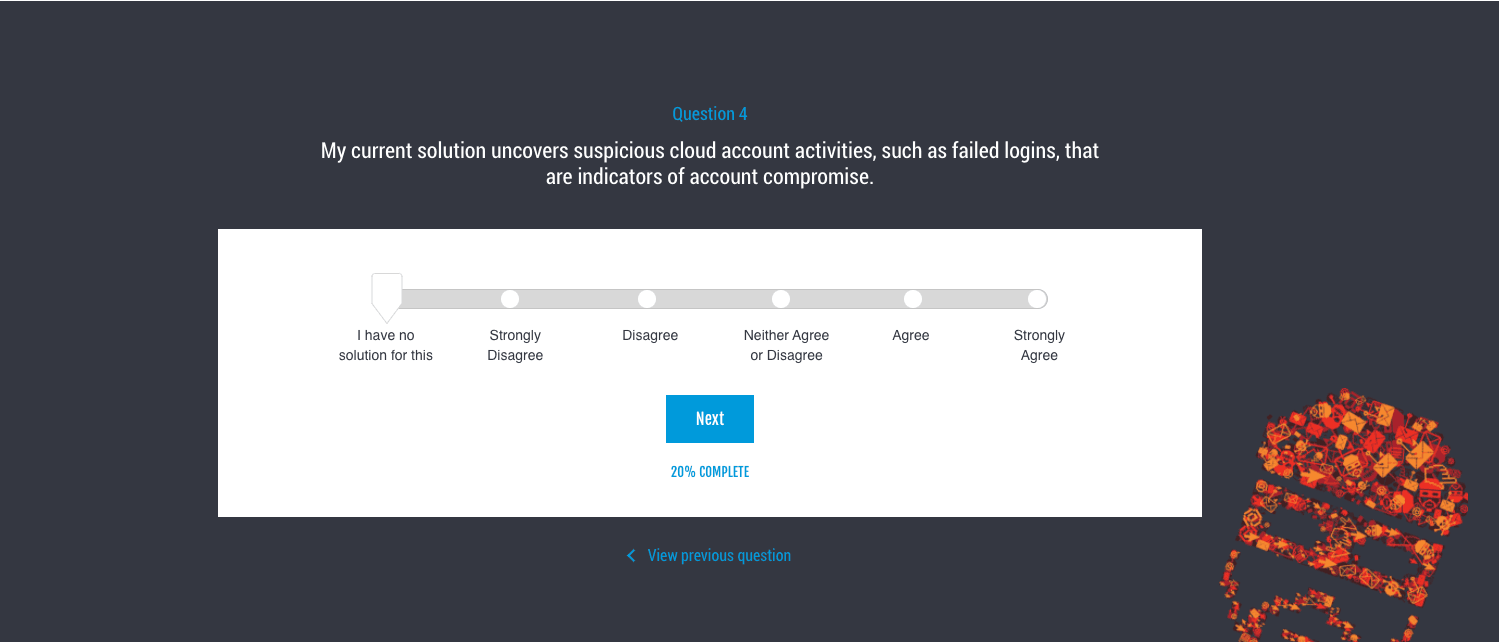 Question 4
My current solution uncovers suspicious cloud account activities, such as failed logins, that
are indicators of account compromise.
I have no
solution for this
Strongly
Disagree
Disagree
Neither Agree
or Disagree
Agree
Strongly
Agree
Next
20% COMPLETE
View previous question